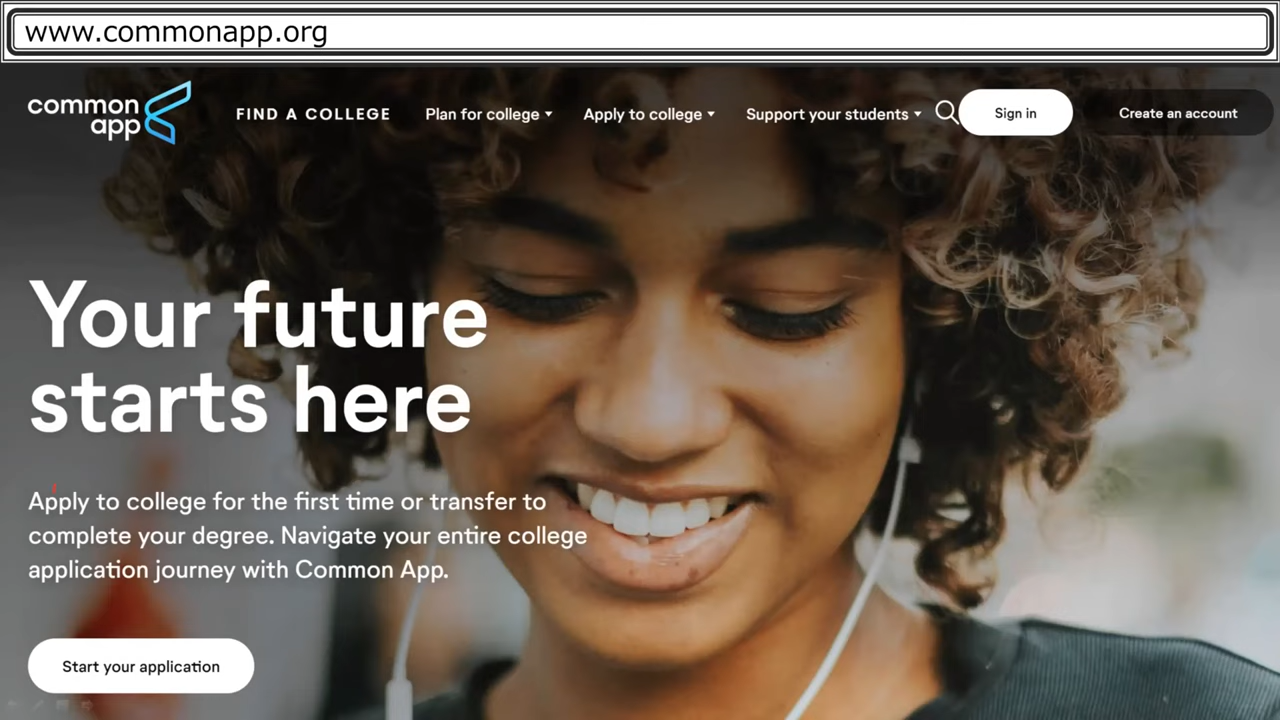 www.commonapp.org
common
app
FIND A COLLEGE Plan for college Apply to college Support your students Sign in Create an account
Your future
starts here
Apply to college for the first time or transfer to
complete your degree. Navigate your entire college
application journey with Common App.
Start your application